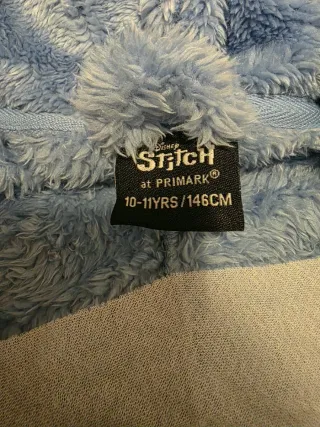 Disney
STITCH
at PRIMARK®
10-11YRS/146CM